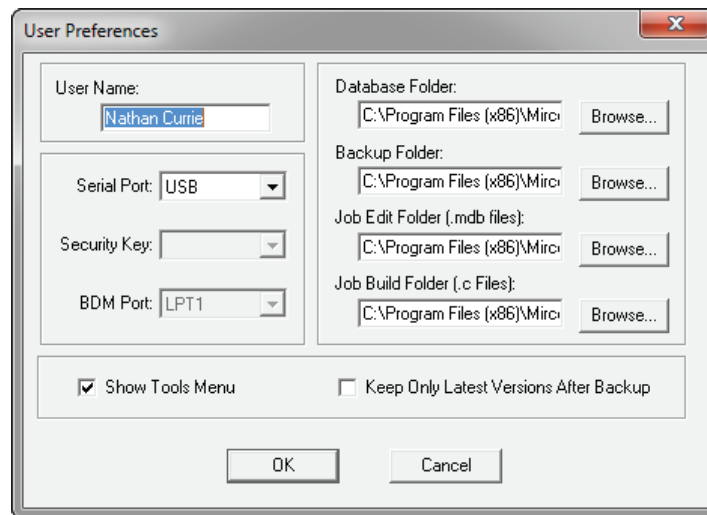 User Preferences
User Name:
Nathan Currie
Serial Port: USB
Security Key:
BDM Port: LPT1
Database Folder:
C:\Program Files (x86)\Mirc Browse...
Backup Folder:
C:\Program Files (x86)\Mirc Browse...
Job Edit Folder (.mdb files):
C:\Program Files (x86)\Mirc Browse...
Job Build Folder (.c Files):
C:\Program Files (x86)\Mirc Browse...
Show Tools Menu
Keep Only Latest Versions After Backup
OK
Cancel